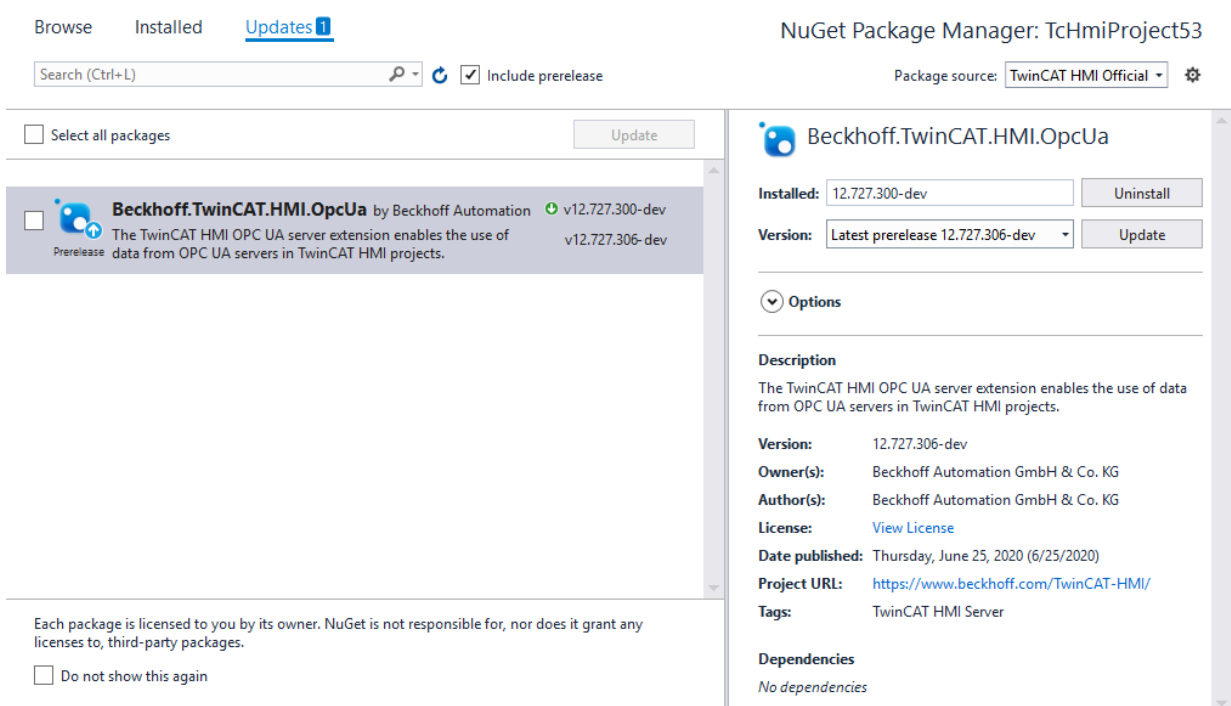 Browse Installed Updates 1
NuGet Package Manager: TcHmiProject53
Search (Ctrl+L)
Include prerelease
Package source: TwinCAT HMI Official
Select all packages
Update
Beckhoff.TwinCAT.HMI.OpcUa by Beckhoff Automation v12.727.300-dev
The TwinCAT HMI OPC UA server extension enables the use of v12.727.306-dev
Prerelease data from OPC UA servers in TwinCAT HMI projects.
Each package is licensed to you by its owner. NuGet is not responsible for, nor does it grant any
licenses to, third-party packages.
Do not show this again
Beckhoff.TwinCAT.HMI.OpcUa
Installed: 12.727.300-dev Uninstall
Version: Latest prerelease 12.727.306-dev Update
Options
Description
The TwinCAT HMI OPC UA server extension enables the use of data
from OPC UA servers in TwinCAT HMI projects.
Version: 12.727.306-dev
Owner(s): Beckhoff Automation GmbH & Co. KG
Author(s): Beckhoff Automation GmbH & Co. KG
License: View License
Date published: Thursday, June 25, 2020 (6/25/2020)
Project URL: https://www.beckhoff.com/TwinCAT-HMI/
Tags: TwinCAT HMI Server
Dependencies
No dependencies